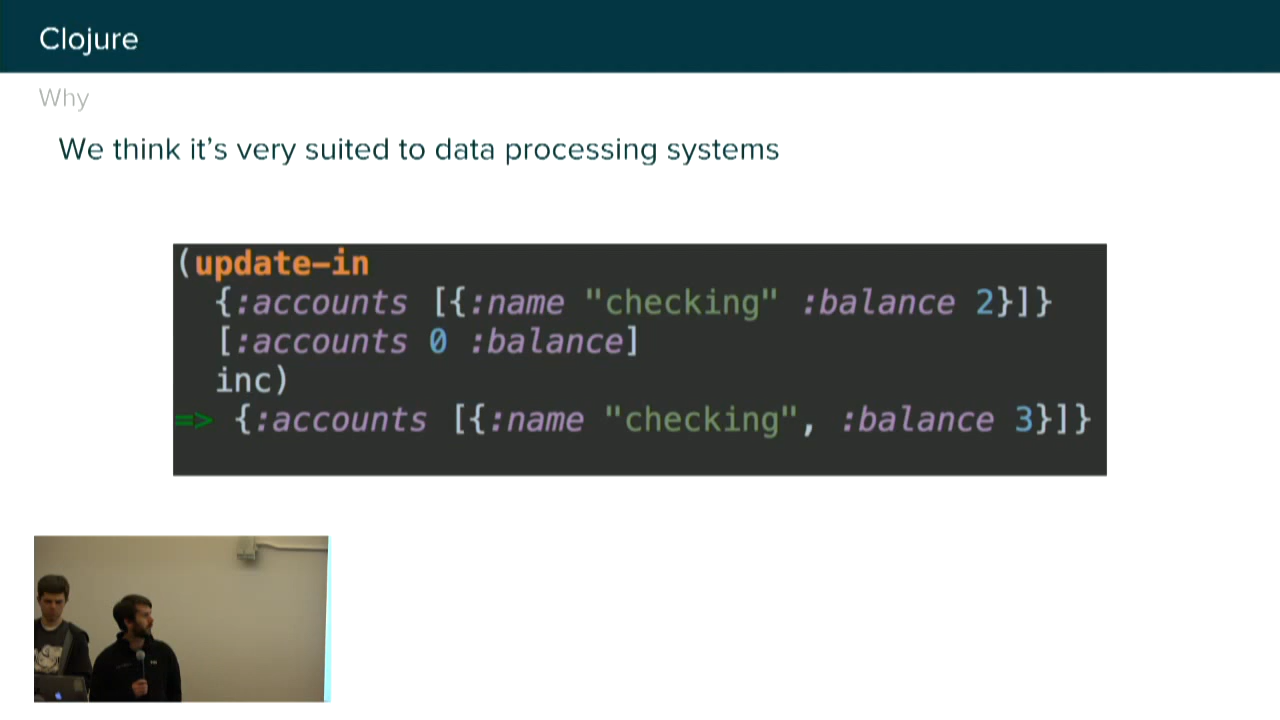 Clojure
Why
We think it's very suited to data processing systems
(update-in
{:accounts [{:name "checking" :balance 2}]}
[:accounts 0 :balance]
inc)
=> {:accounts [{:name "checking", :balance 3}]}